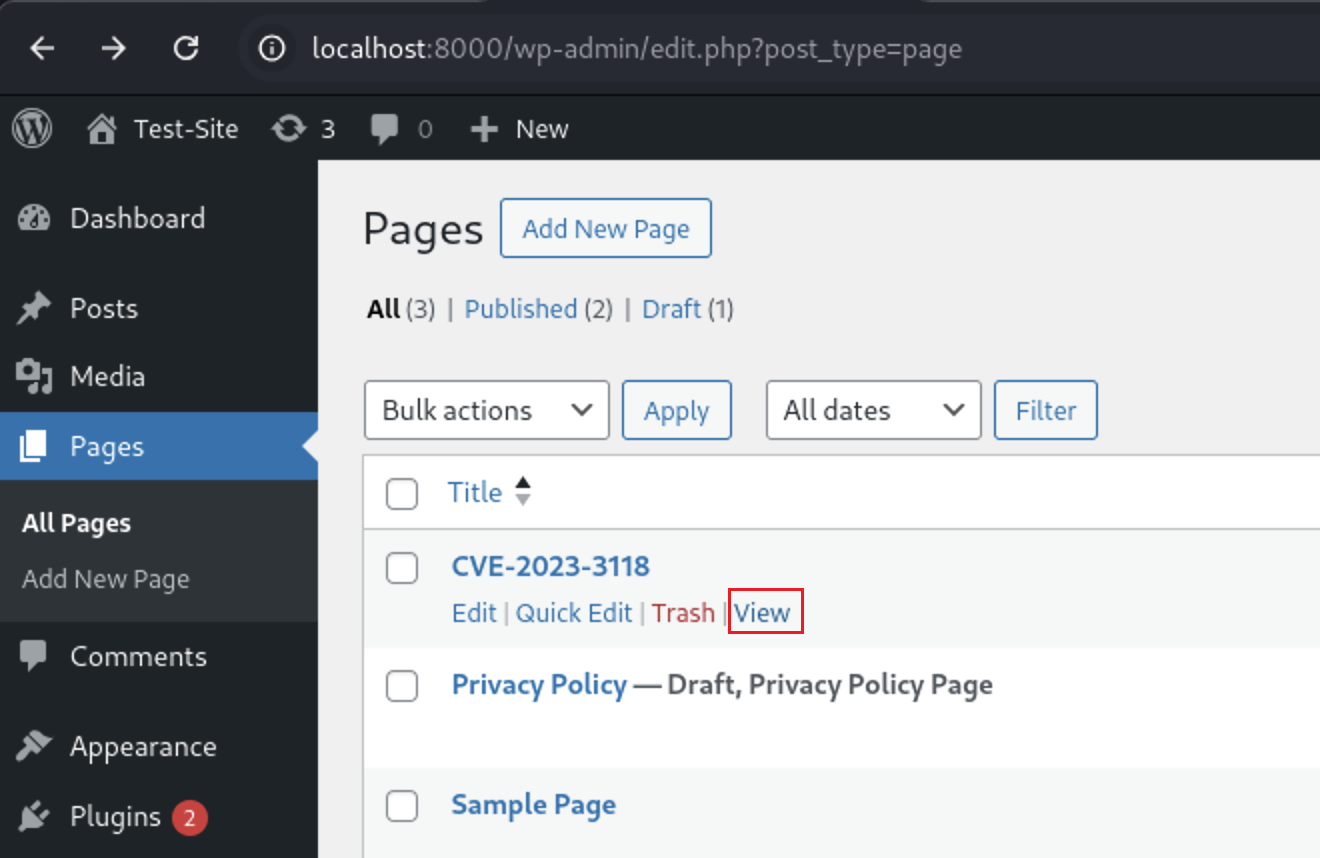 localhost:8000/wp-admin/edit.php?post_type=page
Test-Site 3 0 New
Dashboard
Posts
Media
Pages
All Pages
Add New Page
Comments
Appearance
Plugins 2
Pages Add New Page
All (3) | Published (2) | Draft (1)
Bulk actions Apply All dates Filter
Title
CVE-2023-3118
Edit | Quick Edit | Trash | View
Privacy Policy — Draft, Privacy Policy Page
Sample Page